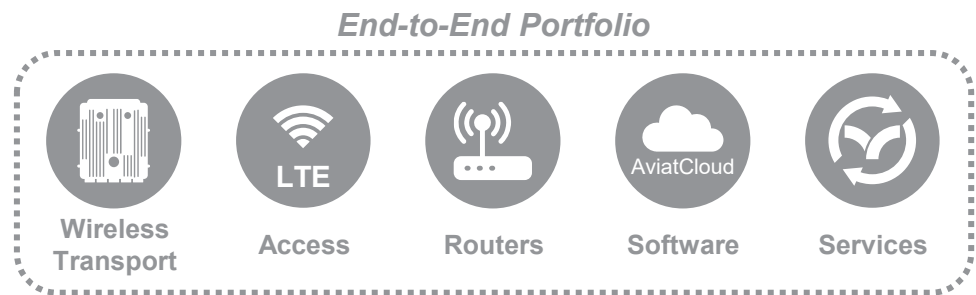 End-to-End Portfolio
LTE
AviatCloud
Wireless
Transport
Access
Routers
Software
Services